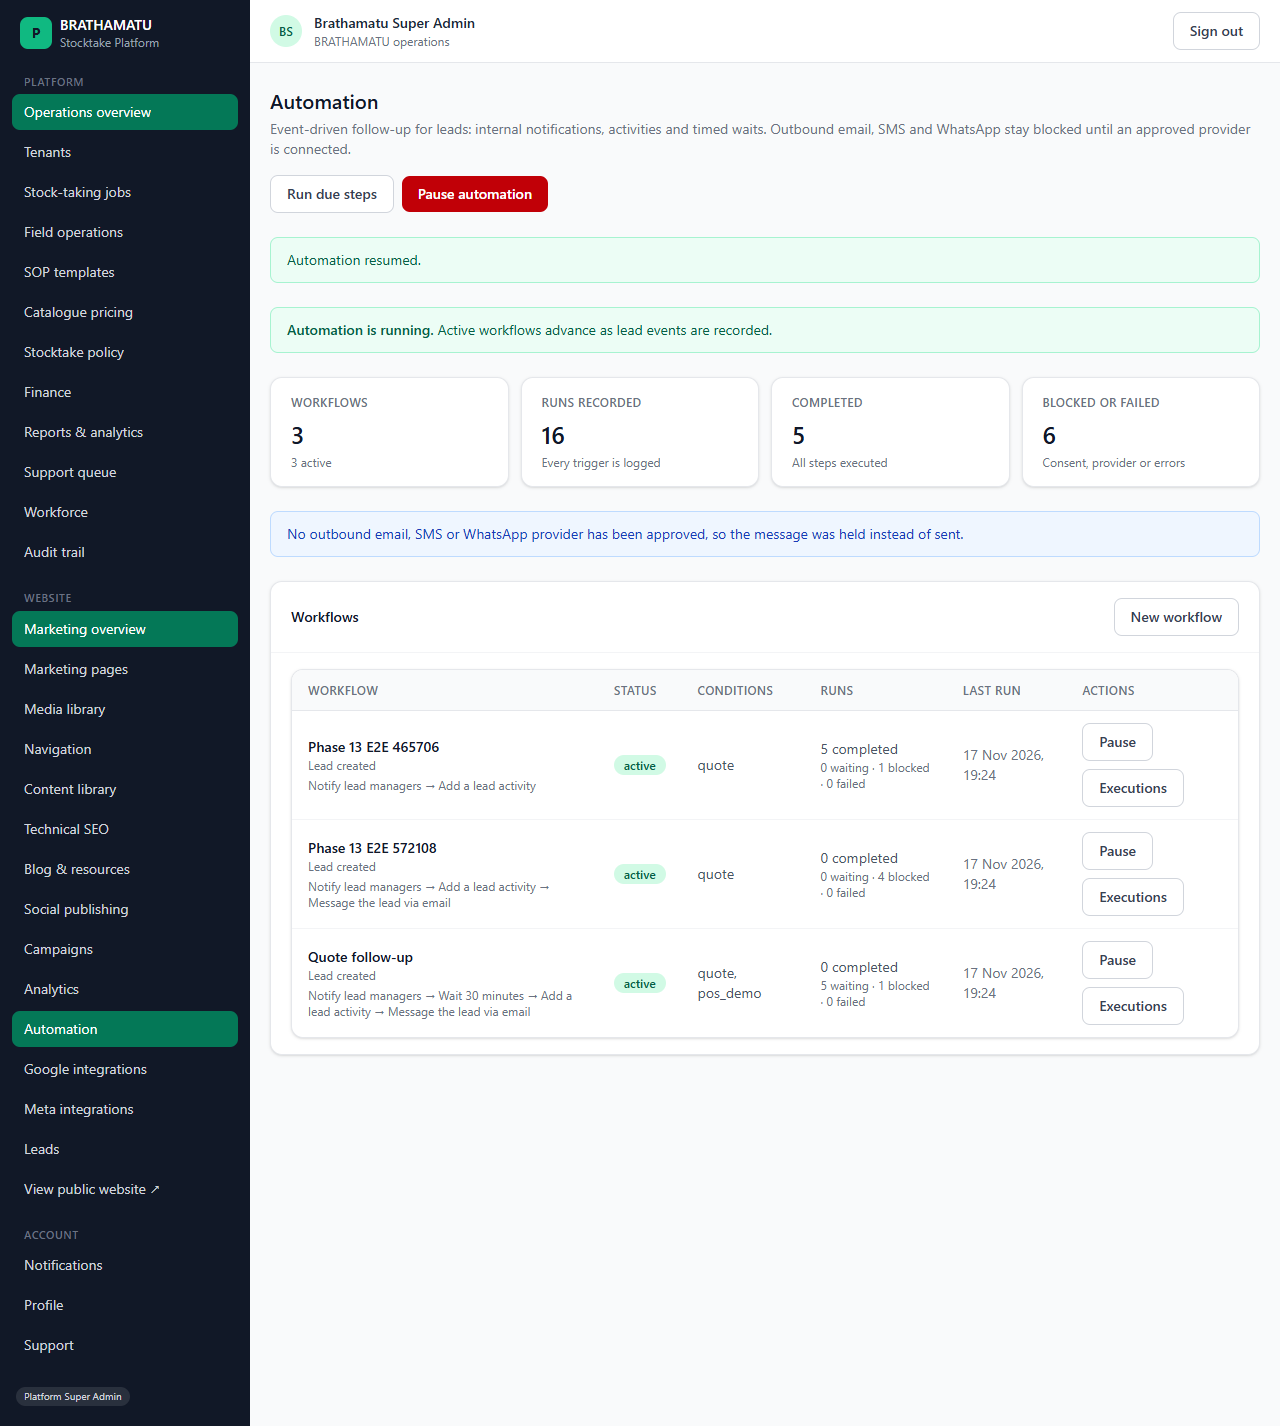 P
BRATHAMATU
Stocktake Platform
PLATFORM
Operations overview
Tenants
Stock-taking jobs
Field operations
SOP templates
Catalogue pricing
Stocktake policy
Finance
Reports & analytics
Support queue
Workforce
Audit trail
WEBSITE
Marketing overview
Marketing pages
Media library
Navigation
Content library
Technical SEO
Blog & resources
Social publishing
Campaigns
Analytics
Automation
Google integrations
Meta integrations
Leads
View public website ↗
ACCOUNT
Notifications
Profile
Support
Platform Super Admin
BS
Brathamatu Super Admin
BRATHAMATU operations
Sign out
Automation
Event-driven follow-up for leads: internal notifications, activities and timed waits. Outbound email, SMS and WhatsApp stay blocked until an approved provider
is connected.
Run due steps
Pause automation
Automation resumed.
Automation is running. Active workflows advance as lead events are recorded.
WORKFLOWS
3
3 active
RUNS RECORDED
16
Every trigger is logged
COMPLETED
5
All steps executed
BLOCKED OR FAILED
6
Consent, provider or errors
No outbound email, SMS or WhatsApp provider has been approved, so the message was held instead of sent.
Workflows
New workflow
WORKFLOW STATUS CONDITIONS RUNS LAST RUN ACTIONS
Phase 13 E2E 465706
Lead created
Notify lead managers → Add a lead activity
active
quote
5 completed
0 waiting · 1 blocked
· 0 failed
17 Nov 2026,
19:24
Pause
Executions
Phase 13 E2E 572108
Lead created
Notify lead managers → Add a lead activity →
Message the lead via email
active
quote
0 completed
0 waiting · 4 blocked
· 0 failed
17 Nov 2026,
19:24
Pause
Executions
Quote follow-up
Lead created
Notify lead managers → Wait 30 minutes → Add a
lead activity → Message the lead via email
active
quote,
pos_demo
0 completed
5 waiting · 1 blocked
· 0 failed
17 Nov 2026,
19:24
Pause
Executions